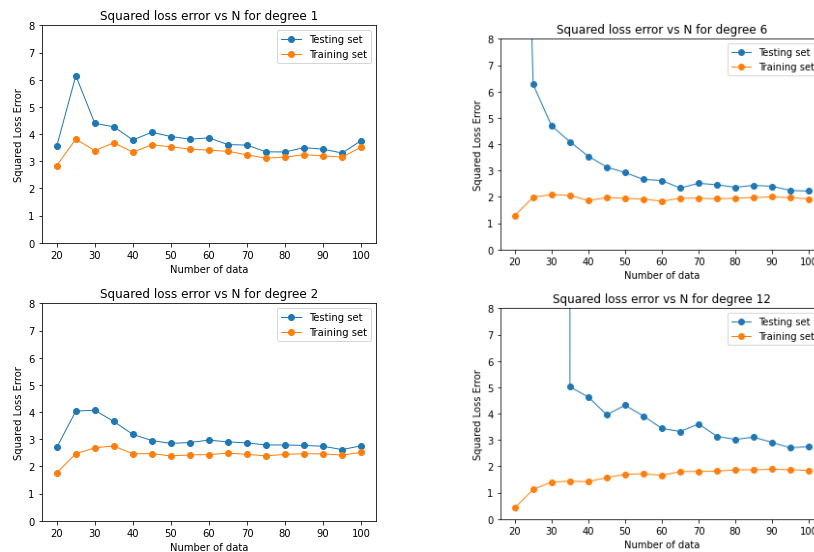 Squared loss error vs N for degree 1
8
7
6
5
4
3
2
1
0
Squared Loss Error
Testing set
Training set
20 30 40 50 60 70 80 90 100
Number of data
Squared loss error vs N for degree 6
8
7
6
5
4
3
2
1
0
Squared Loss Error
Testing set
Training set
20 30 40 50 60 70 80 90 100
Number of data
Squared loss error vs N for degree 2
8
7
6
5
4
3
2
1
0
Squared Loss Error
Testing set
Training set
20 30 40 50 60 70 80 90 100
Number of data
Squared loss error vs N for degree 12
8
7
6
5
4
3
2
1
0
Squared Loss Error
Testing set
Training set
20 30 40 50 60 70 80 90 100
Number of data